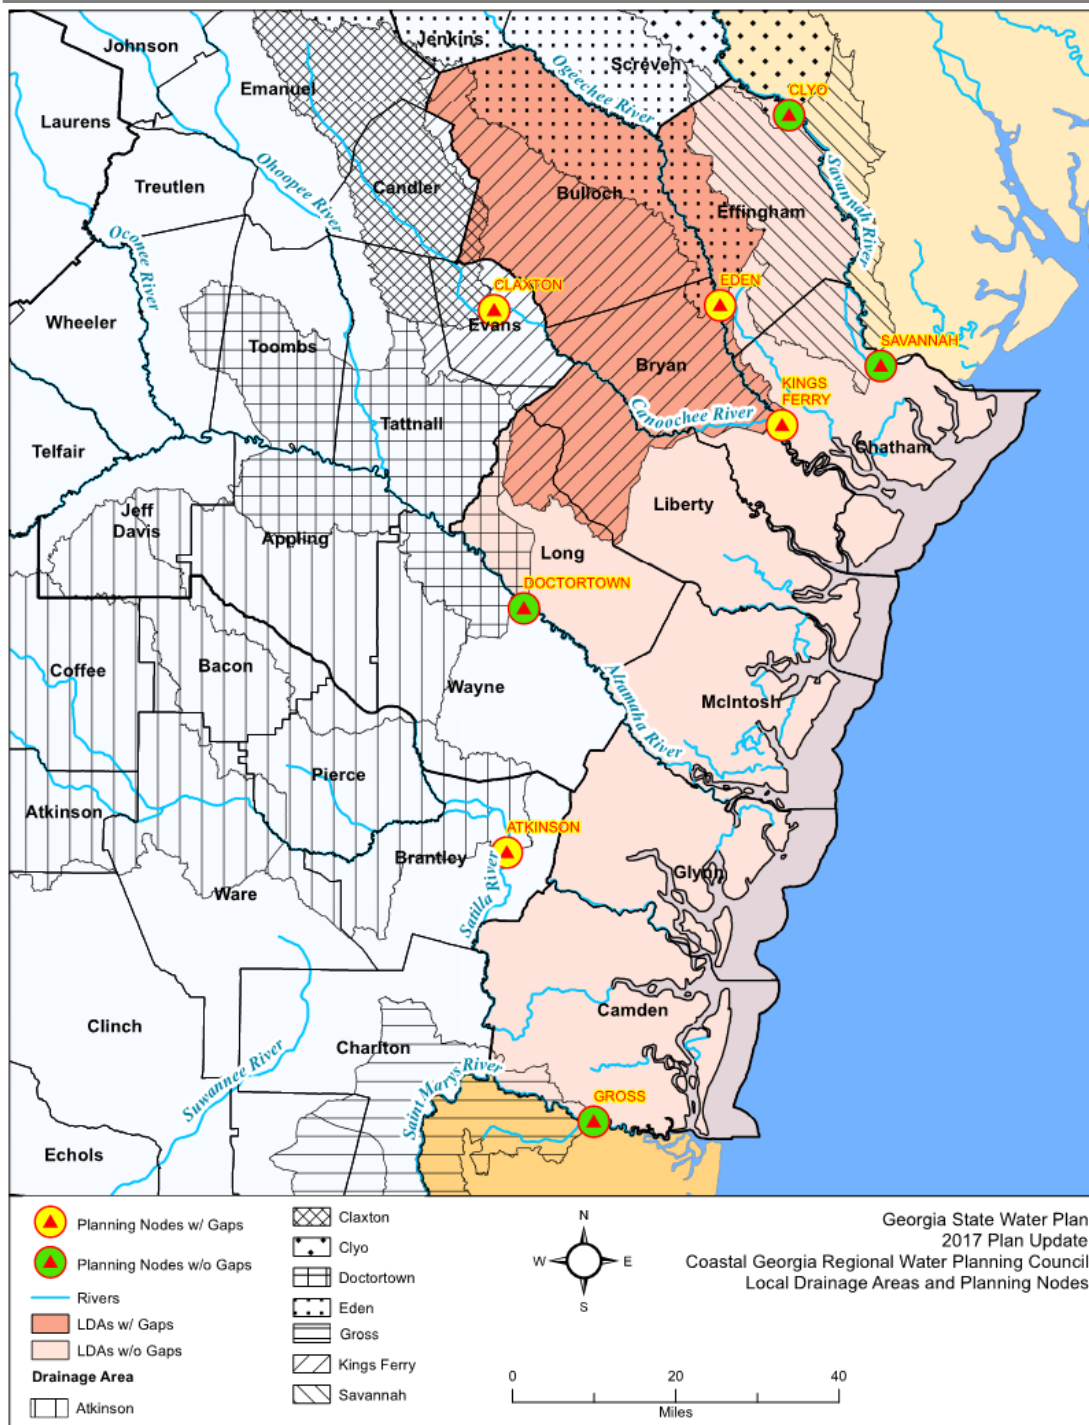 Johnson
Jenkins
Screven
Emanuel
Ogeechee River
CLYO
Laurens
Ohoopee River
Treutlen
Candler
Bulloch
Savannah River
Effingham
Oconee River
CLAXTON
EDEN
Evans
Wheeler
Toombs
SAVANNAH
Bryan
KINGS
FERRY
Canoochee River
Tattnall
Telfair
Chatham
Jeff
Davis
Liberty
Appling
Long
DOCTORTOWN
Coffee
Bacon
Wayne
Altamaha River
McIntosh
Pierce
Atkinson
ATKINSON
Brantley
Glynn
Ware
Satilla River
Camden
Clinch
Charlton
Suwannee River
Saint Marys River
GROSS
Echols
Planning Nodes w/ Gaps
Planning Nodes w/o Gaps
Rivers
LDAs w/ Gaps
LDAs w/o Gaps
Drainage Area
Atkinson
Claxton
Clyo
Doctortown
Eden
Gross
Kings Ferry
Savannah
N
W
E
S
0
20
40
Miles
Georgia State Water Plan
2017 Plan Update
Coastal Georgia Regional Water Planning Council
Local Drainage Areas and Planning Nodes